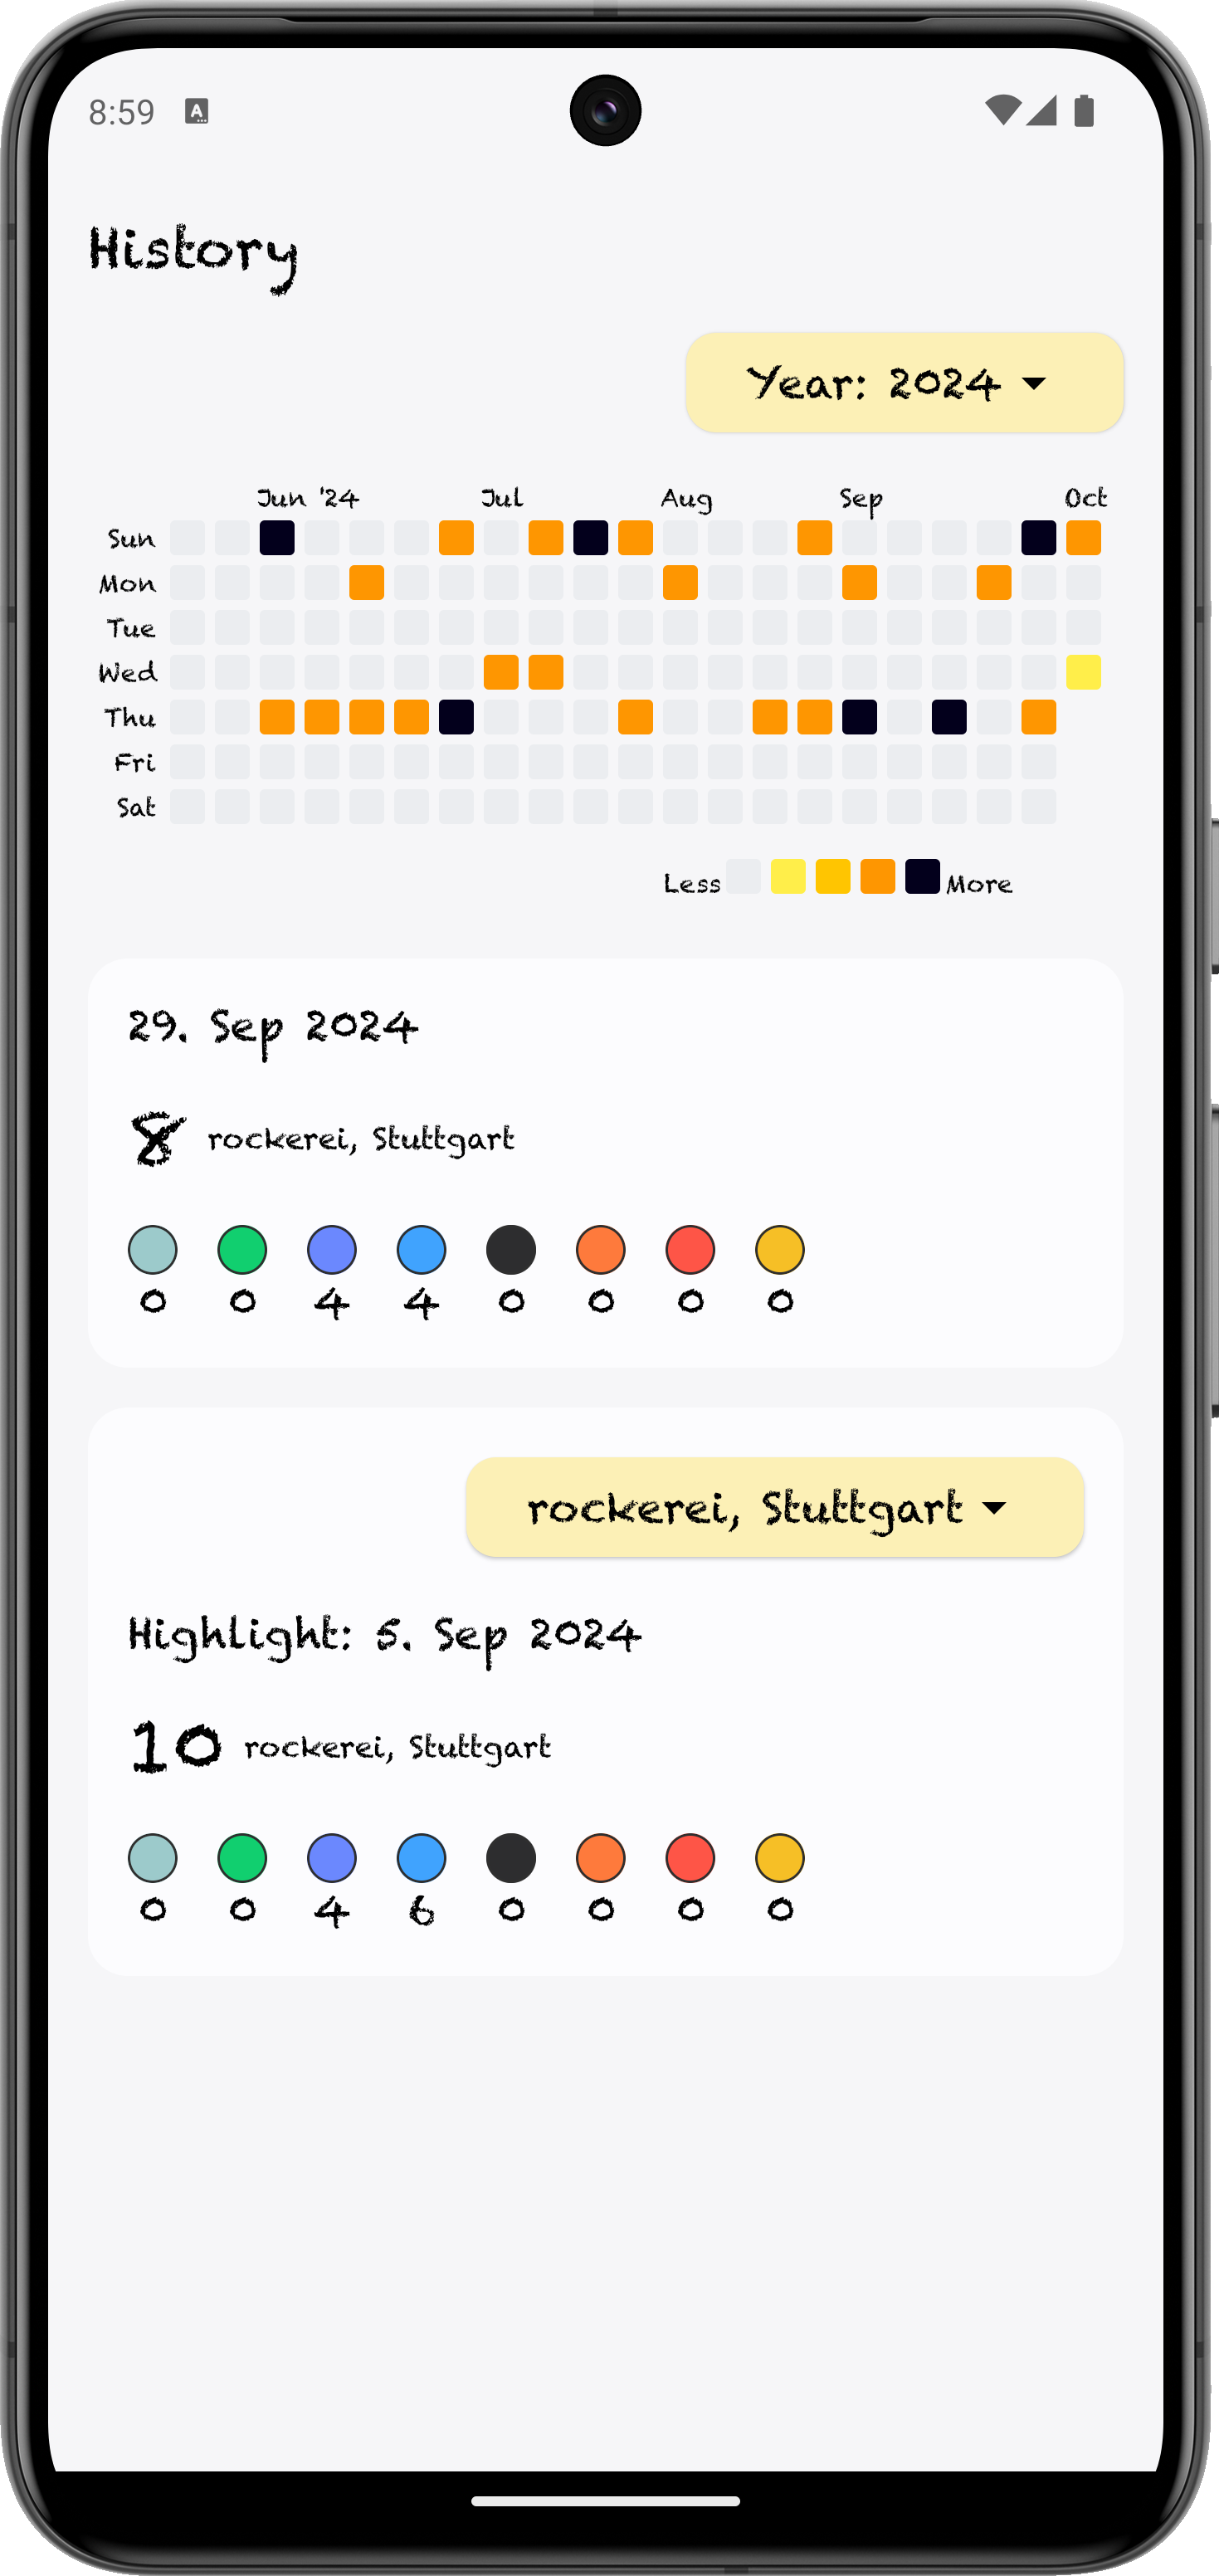 8:59
History
Year: 2024
Jun '24 Jul Aug Sep Oct
Sun
Mon
Tue
Wed
Thu
Fri
Sat
Less More
29. Sep 2024
8 rockerei, Stuttgart
0 0 4 4 0 0 0 0
rockerei, Stuttgart
Highlight: 5. Sep 2024
10 rockerei, Stuttgart
0 0 4 6 0 0 0 0